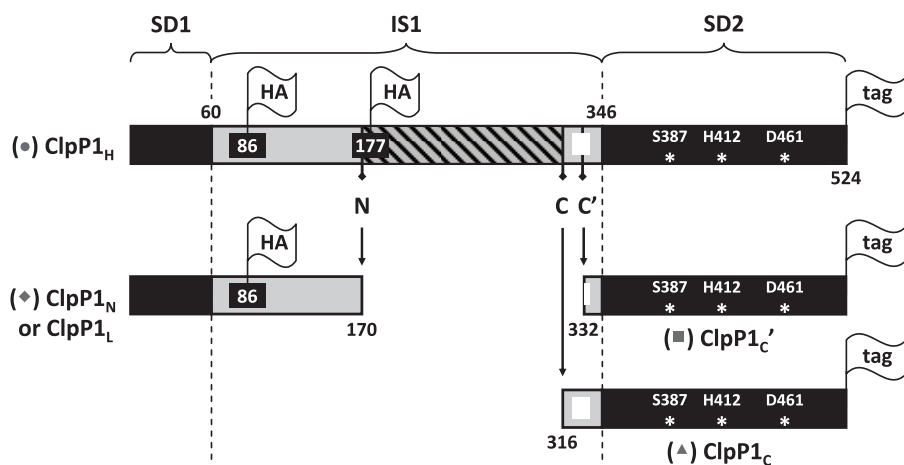 SD1 IS1 SD2
HA HA tag
60 346
(●) ClpP1H 86 177 S387 H412 D461
* * *
524
N C C'
HA tag
(◆) ClpP1N 86 S387 H412 D461
* * *
or ClpP1L 170 332 (■) ClpP1C'
tag
S387 H412 D461
* * *
316 (▲) ClpP1C